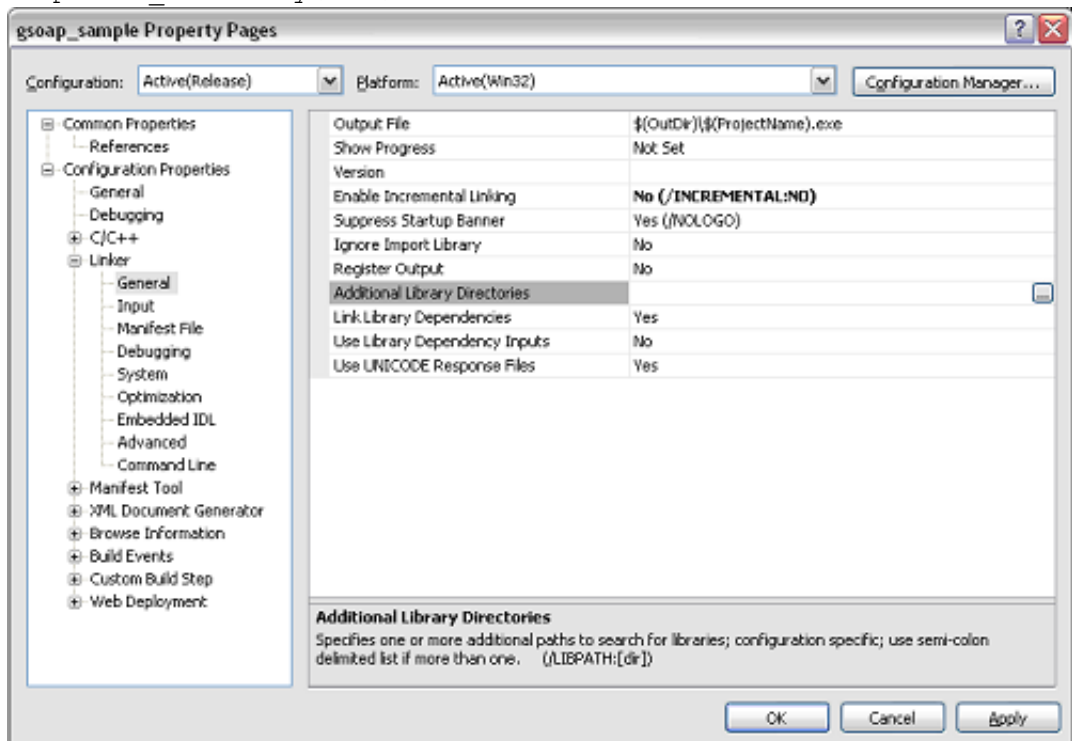 gsoap_sample Property Pages
Configuration: Active(Release) Platform: Active(Win32) Configuration Manager...
Common Properties
References
Configuration Properties
General
Debugging
C/C++
Linker
General
Input
Manifest File
Debugging
System
Optimization
Embedded IDL
Advanced
Command Line
Manifest Tool
XML Document Generator
Browse Information
Build Events
Custom Build Step
Web Deployment
Output File $(OutDir)\$(ProjectName).exe
Show Progress Not Set
Version
Enable Incremental Linking No (/INCREMENTAL:NO)
Suppress Startup Banner Yes (/NOLOGO)
Ignore Import Library No
Register Output No
Additional Library Directories ...
Link Library Dependencies Yes
Use Library Dependency Inputs No
Use UNICODE Response Files Yes
Additional Library Directories
Specifies one or more additional paths to search for libraries; configuration specific; use semi-colon
delimited list if more than one. (/LIBPATH:[dir])
OK Cancel Apply